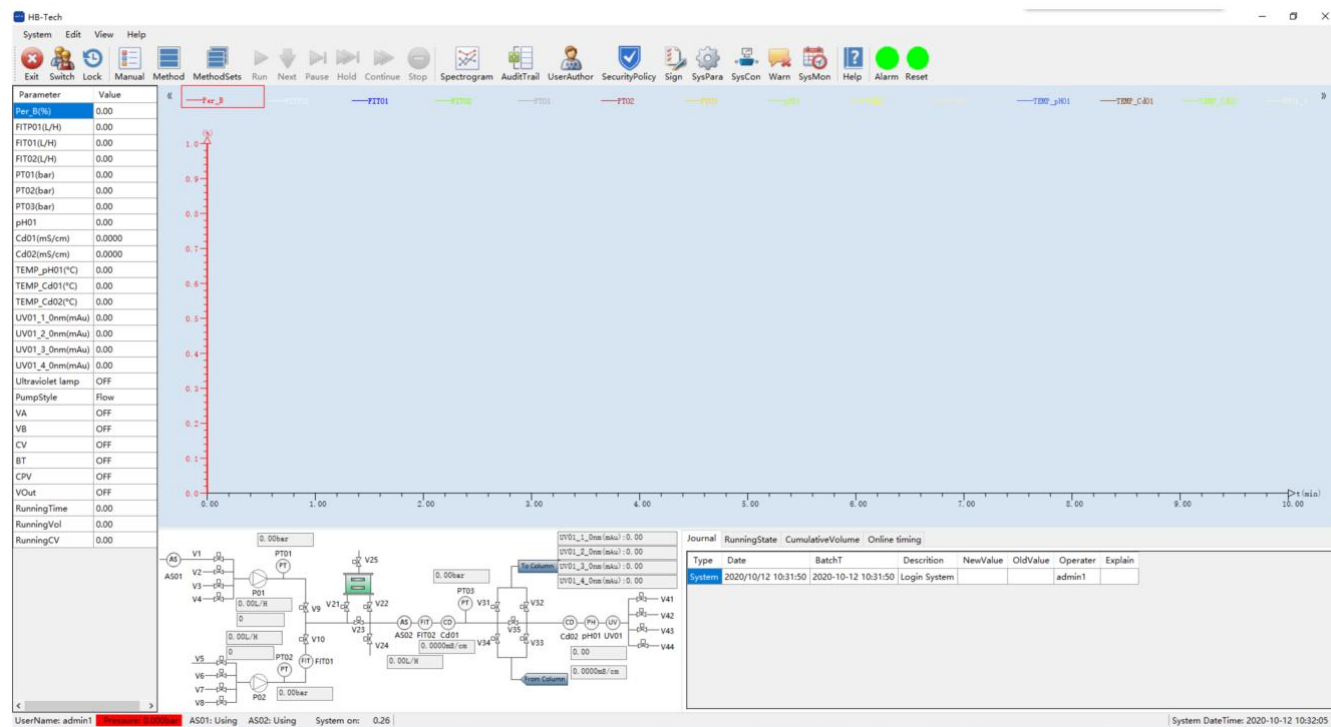 HB-Tech
System Edit View Help
Exit Switch Lock Manual Method MethodSets Run Next Pause Hold Continue Stop Spectrogram AuditTrail UserAuthor SecurityPolicy Sign SysPara SysCon Warn SysMon Help Alarm Reset
Parameter Value
Per_B(%) 0.00
FITP01(L/H) 0.00
FIT01(L/H) 0.00
FIT02(L/H) 0.00
PT01(bar) 0.00
PT02(bar) 0.00
PT03(bar) 0.00
pH01 0.00
Cd01(mS/cm) 0.0000
Cd02(mS/cm) 0.0000
TEMP_pH01(°C) 0.00
TEMP_Cd01(°C) 0.00
TEMP_Cd02(°C) 0.00
UV01_1_0nm(mAu) 0.00
UV01_2_0nm(mAu) 0.00
UV01_3_0nm(mAu) 0.00
UV01_4_0nm(mAu) 0.00
Ultraviolet lamp OFF
PumpStyle Flow
VA OFF
VB OFF
CV OFF
BT OFF
CPV OFF
VOut OFF
RunningTime 0.00
RunningVol 0.00
RunningCV 0.00
Per_B FIT01 PT01 PT02 TEMP_pH01 TEMP_Cd01
(%)
1.0
0.9
0.8
0.7
0.6
0.5
0.4
0.3
0.2
0.1
0.0
0.00 1.00 2.00 3.00 4.00 5.00 6.00 7.00 8.00 9.00 10.00
t(min)
0.00bar
AS
AS01
V1
V2
V3
V4
PT01
PT
P01
0.00L/H
0
V9
V10
0.00L/H
0
V5
V6
V7
V8
PT02
PT
P02
0.00bar
FIT FIT01
V25
V21 V22
V23
V24
0.00L/H
AS FIT CD
AS02 FIT02 Cd01
0.0000mS/cm
0.00bar
PT03
PT
V31 V32
V35
V34 V33
To Column
From Column
UV01_1_0nm(mAu):0.00
UV01_2_0nm(mAu):0.00
UV01_3_0nm(mAu):0.00
UV01_4_0nm(mAu):0.00
CD PH UV
Cd02 pH01 UV01
0.00
0.0000mS/cm
V41
V42
V43
V44
Journal RunningState CumulativeVolume Online timing
Type Date BatchT Descrition NewValue OldValue Operater Explain
System 2020/10/12 10:31:50 2020-10-12 10:31:50 Login System admin1
UserName: admin1 Pressure: 0.000bar AS01: Using AS02: Using System on: 0.26 System DateTime: 2020-10-12 10:32:05